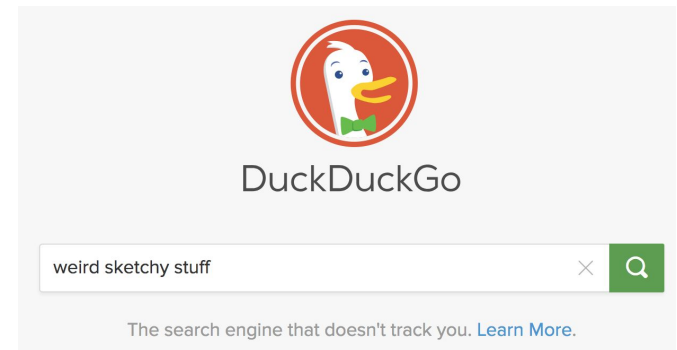 DuckDuckGo
weird sketchy stuff
The search engine that doesn't track you. Learn More.